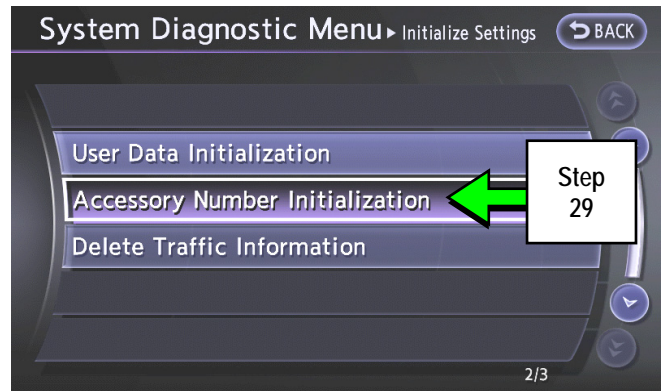 System Diagnostic Menu ▸ Initialize Settings
BACK
User Data Initialization
Accessory Number Initialization
Step
29
Delete Traffic Information
2/3